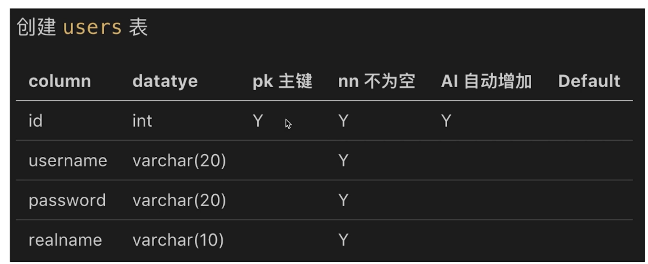 创建 users 表
column datatye pk 主键 nn 不为空 AI 自动增加 Default
id int Y Y Y
username varchar(20) Y
password varchar(20) Y
realname varchar(10) Y